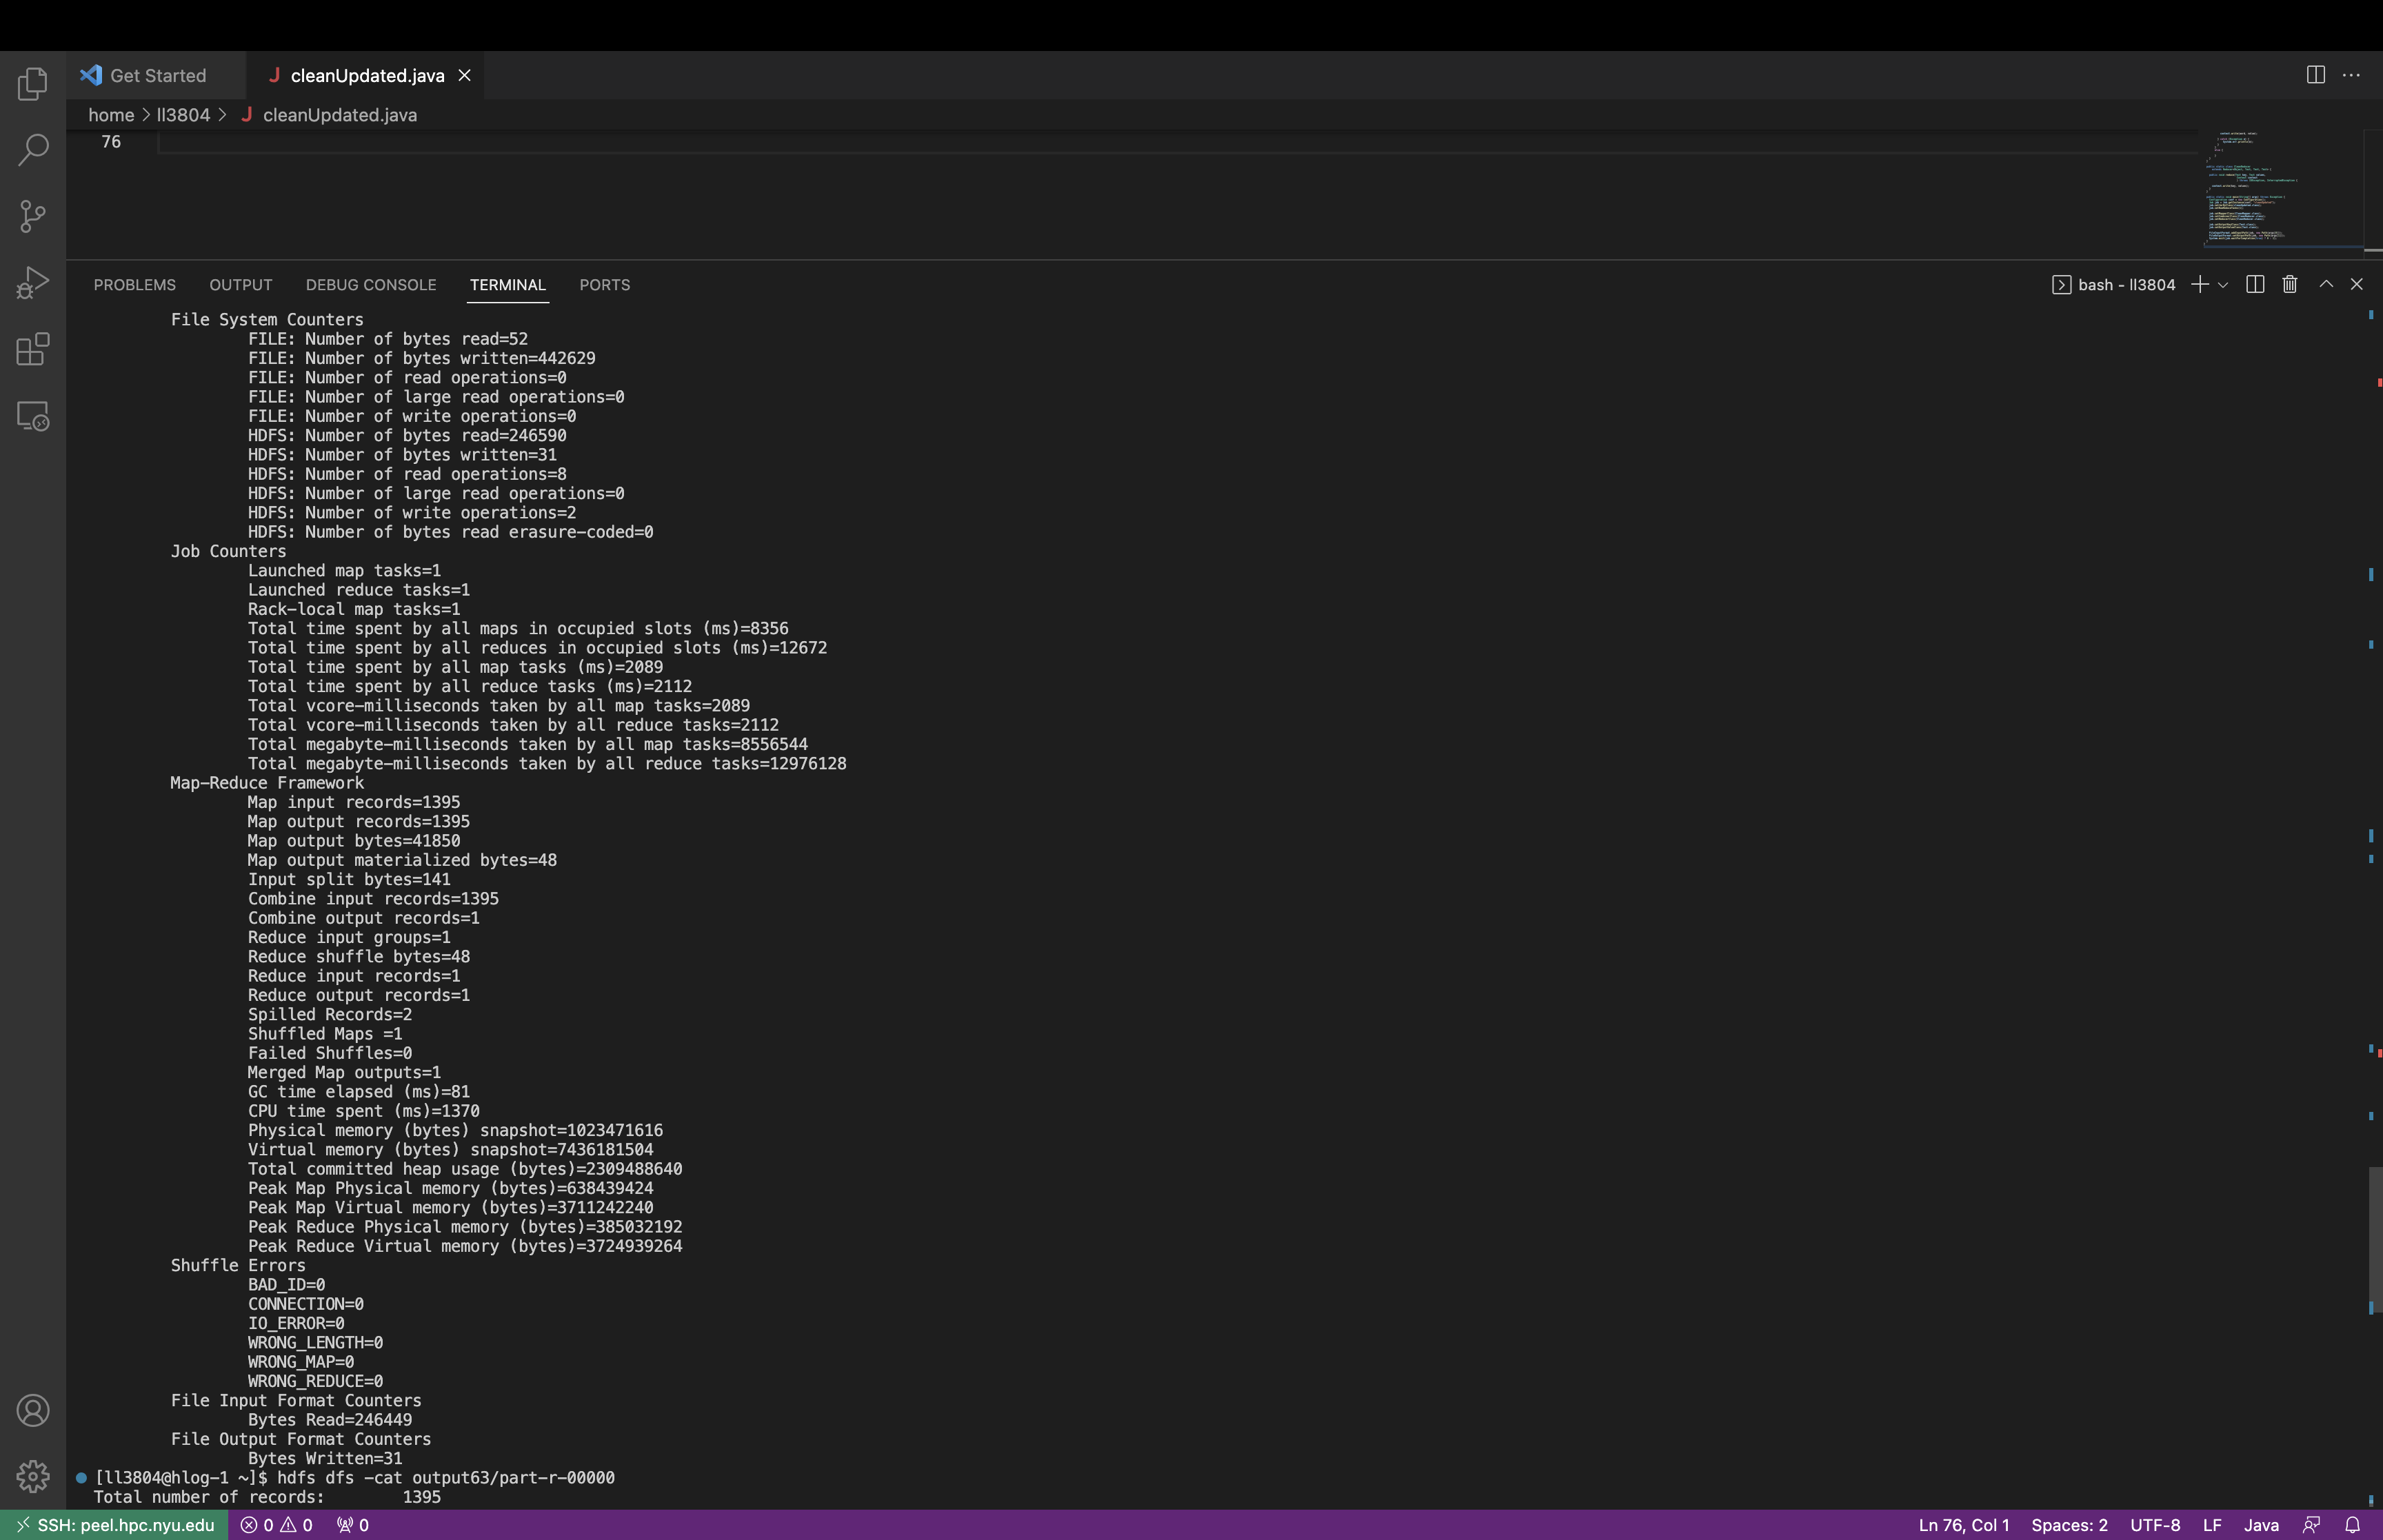 Get Started
J cleanUpdated.java
home > ll3804 > J cleanUpdated.java
76
PROBLEMS OUTPUT DEBUG CONSOLE TERMINAL PORTS
bash - ll3804
File System Counters
FILE: Number of bytes read=52
FILE: Number of bytes written=442629
FILE: Number of read operations=0
FILE: Number of large read operations=0
FILE: Number of write operations=0
HDFS: Number of bytes read=246590
HDFS: Number of bytes written=31
HDFS: Number of read operations=8
HDFS: Number of large read operations=0
HDFS: Number of write operations=2
HDFS: Number of bytes read erasure-coded=0
Job Counters
Launched map tasks=1
Launched reduce tasks=1
Rack-local map tasks=1
Total time spent by all maps in occupied slots (ms)=8356
Total time spent by all reduces in occupied slots (ms)=12672
Total time spent by all map tasks (ms)=2089
Total time spent by all reduce tasks (ms)=2112
Total vcore-milliseconds taken by all map tasks=2089
Total vcore-milliseconds taken by all reduce tasks=2112
Total megabyte-milliseconds taken by all map tasks=8556544
Total megabyte-milliseconds taken by all reduce tasks=12976128
Map-Reduce Framework
Map input records=1395
Map output records=1395
Map output bytes=41850
Map output materialized bytes=48
Input split bytes=141
Combine input records=1395
Combine output records=1
Reduce input groups=1
Reduce shuffle bytes=48
Reduce input records=1
Reduce output records=1
Spilled Records=2
Shuffled Maps =1
Failed Shuffles=0
Merged Map outputs=1
GC time elapsed (ms)=81
CPU time spent (ms)=1370
Physical memory (bytes) snapshot=1023471616
Virtual memory (bytes) snapshot=7436181504
Total committed heap usage (bytes)=2309488640
Peak Map Physical memory (bytes)=638439424
Peak Map Virtual memory (bytes)=3711242240
Peak Reduce Physical memory (bytes)=385032192
Peak Reduce Virtual memory (bytes)=3724939264
Shuffle Errors
BAD_ID=0
CONNECTION=0
IO_ERROR=0
WRONG_LENGTH=0
WRONG_MAP=0
WRONG_REDUCE=0
File Input Format Counters
Bytes Read=246449
File Output Format Counters
Bytes Written=31
[ll3804@hlog-1 ~]$ hdfs dfs -cat output63/part-r-00000
Total number of records: 1395
SSH: peel.hpc.nyu.edu 0 0 0 Ln 76, Col 1 Spaces: 2 UTF-8 LF Java